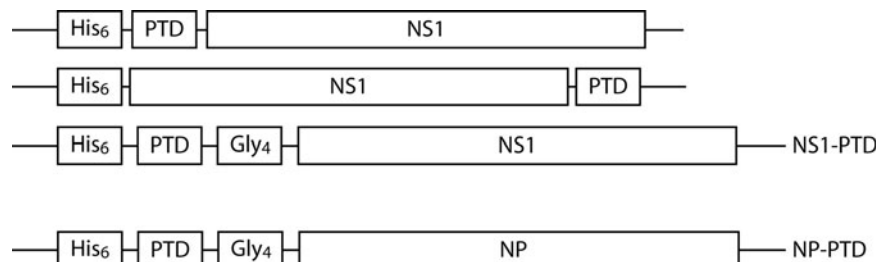 His₆ PTD NS1
His₆ NS1 PTD
His₆ PTD Gly₄ NS1 NS1-PTD
His₆ PTD Gly₄ NP NP-PTD